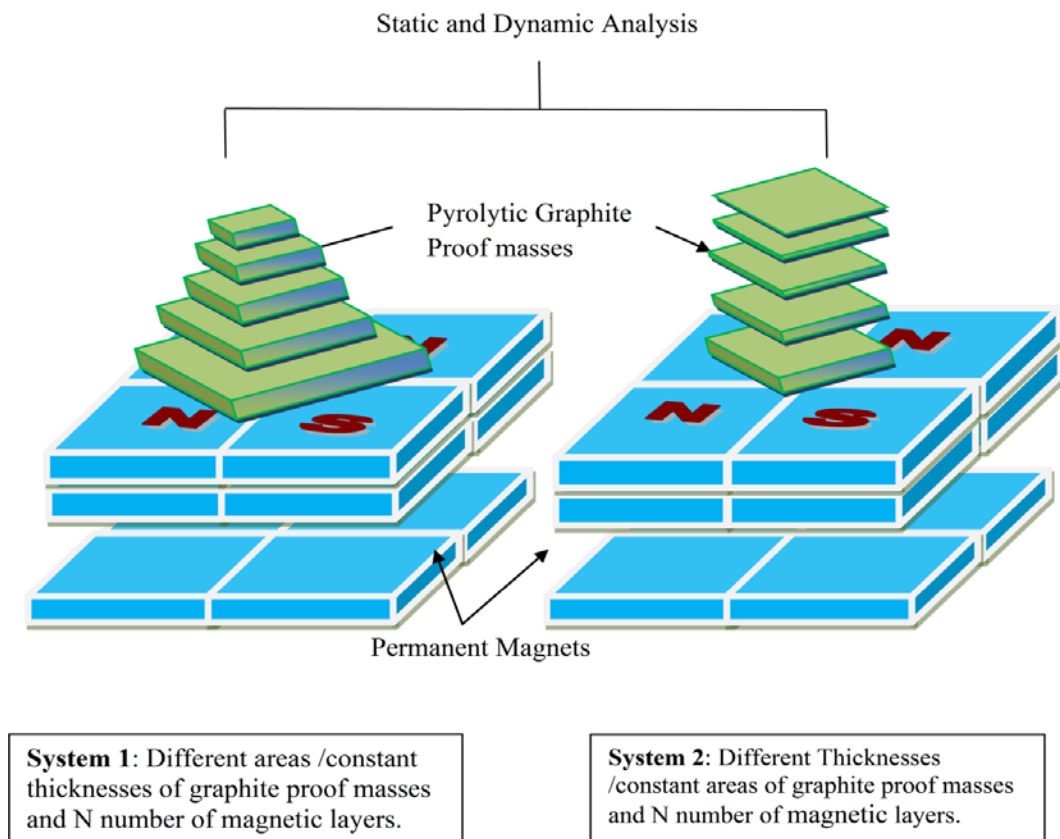 Static and Dynamic Analysis
Pyrolytic Graphite
Proof masses
N
N
S
N
N
S
Permanent Magnets
System 1: Different areas /constant
thicknesses of graphite proof masses
and N number of magnetic layers.
System 2: Different Thicknesses
/constant areas of graphite proof masses
and N number of magnetic layers.